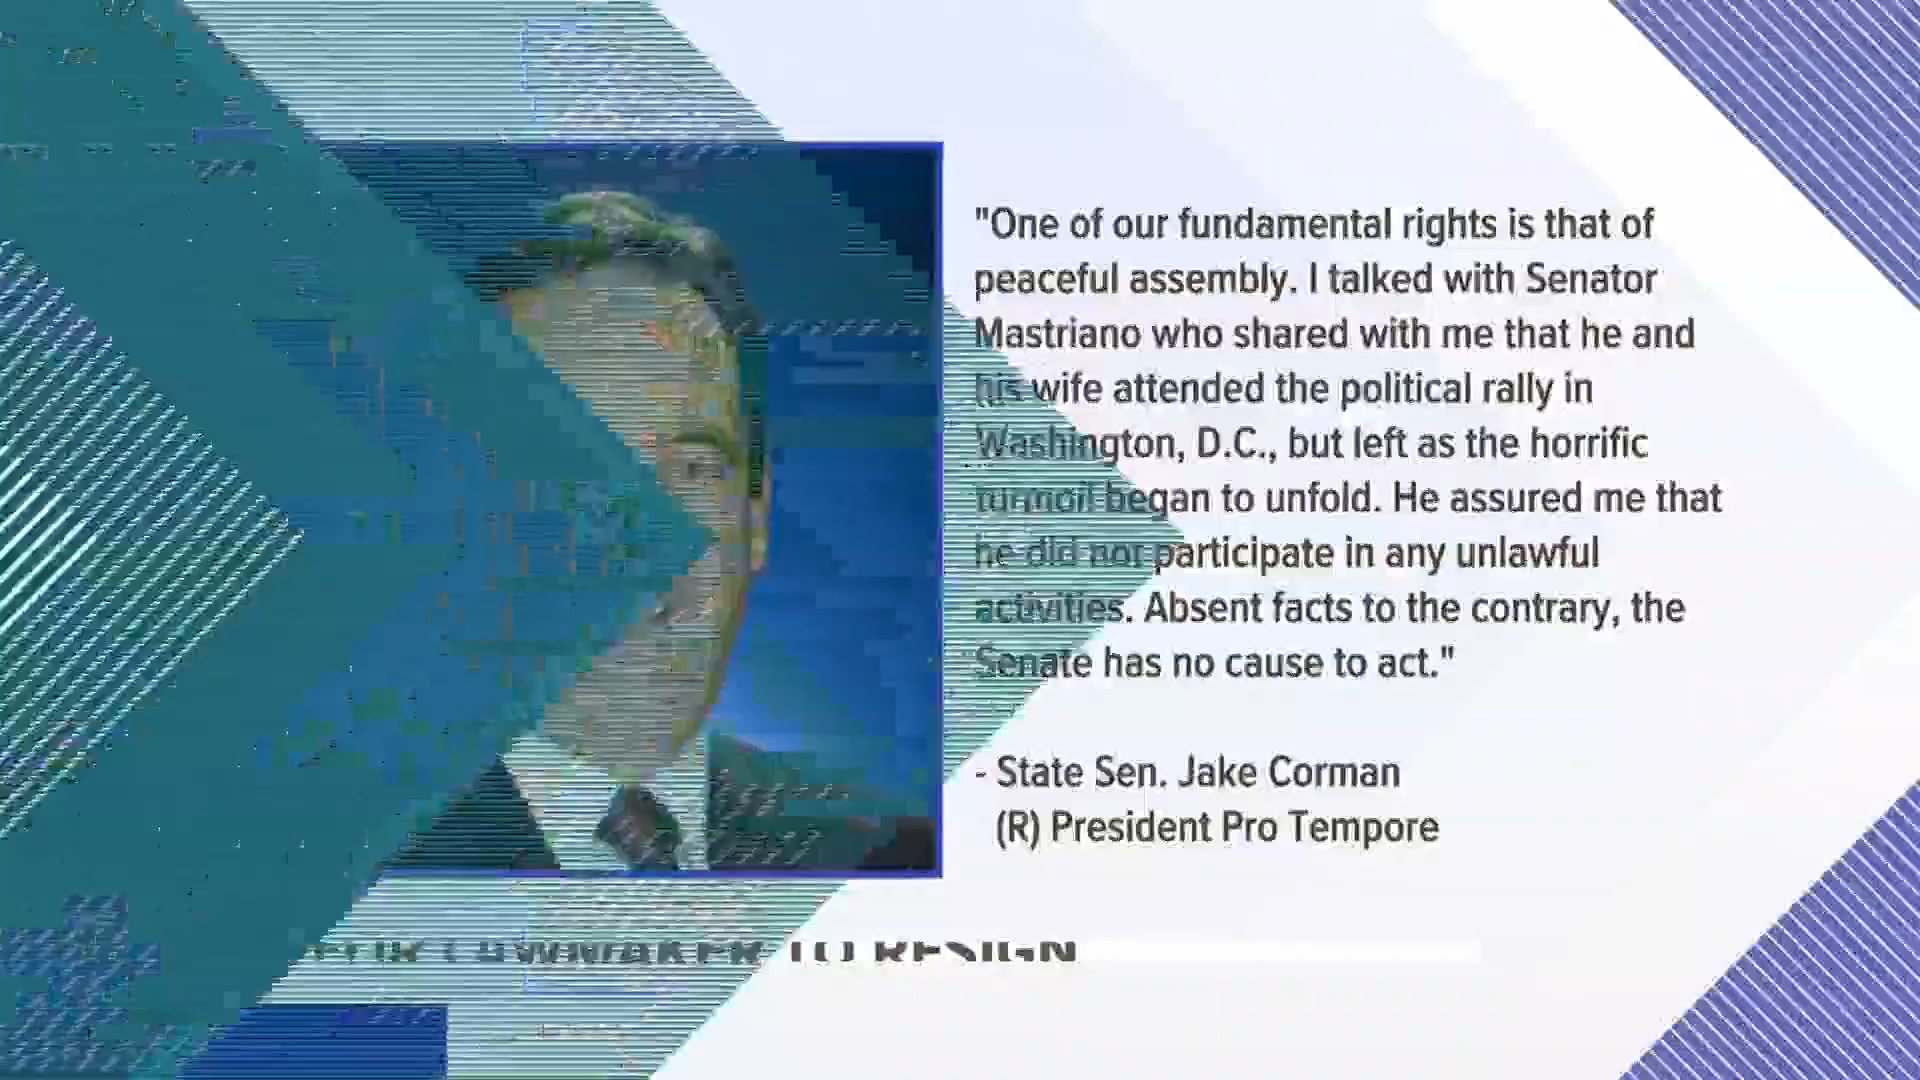 "One of our fundamental rights is that of
peaceful assembly. I talked with Senator
Mastriano who shared with me that he and
his wife attended the political rally in
Washington, D.C., but left as the horrific
turmoil began to unfold. He assured me that
he did not participate in any unlawful
activities. Absent facts to the contrary, the
Senate has no cause to act."
- State Sen. Jake Corman
(R) President Pro Tempore
LAWMAKER TO RESIGN